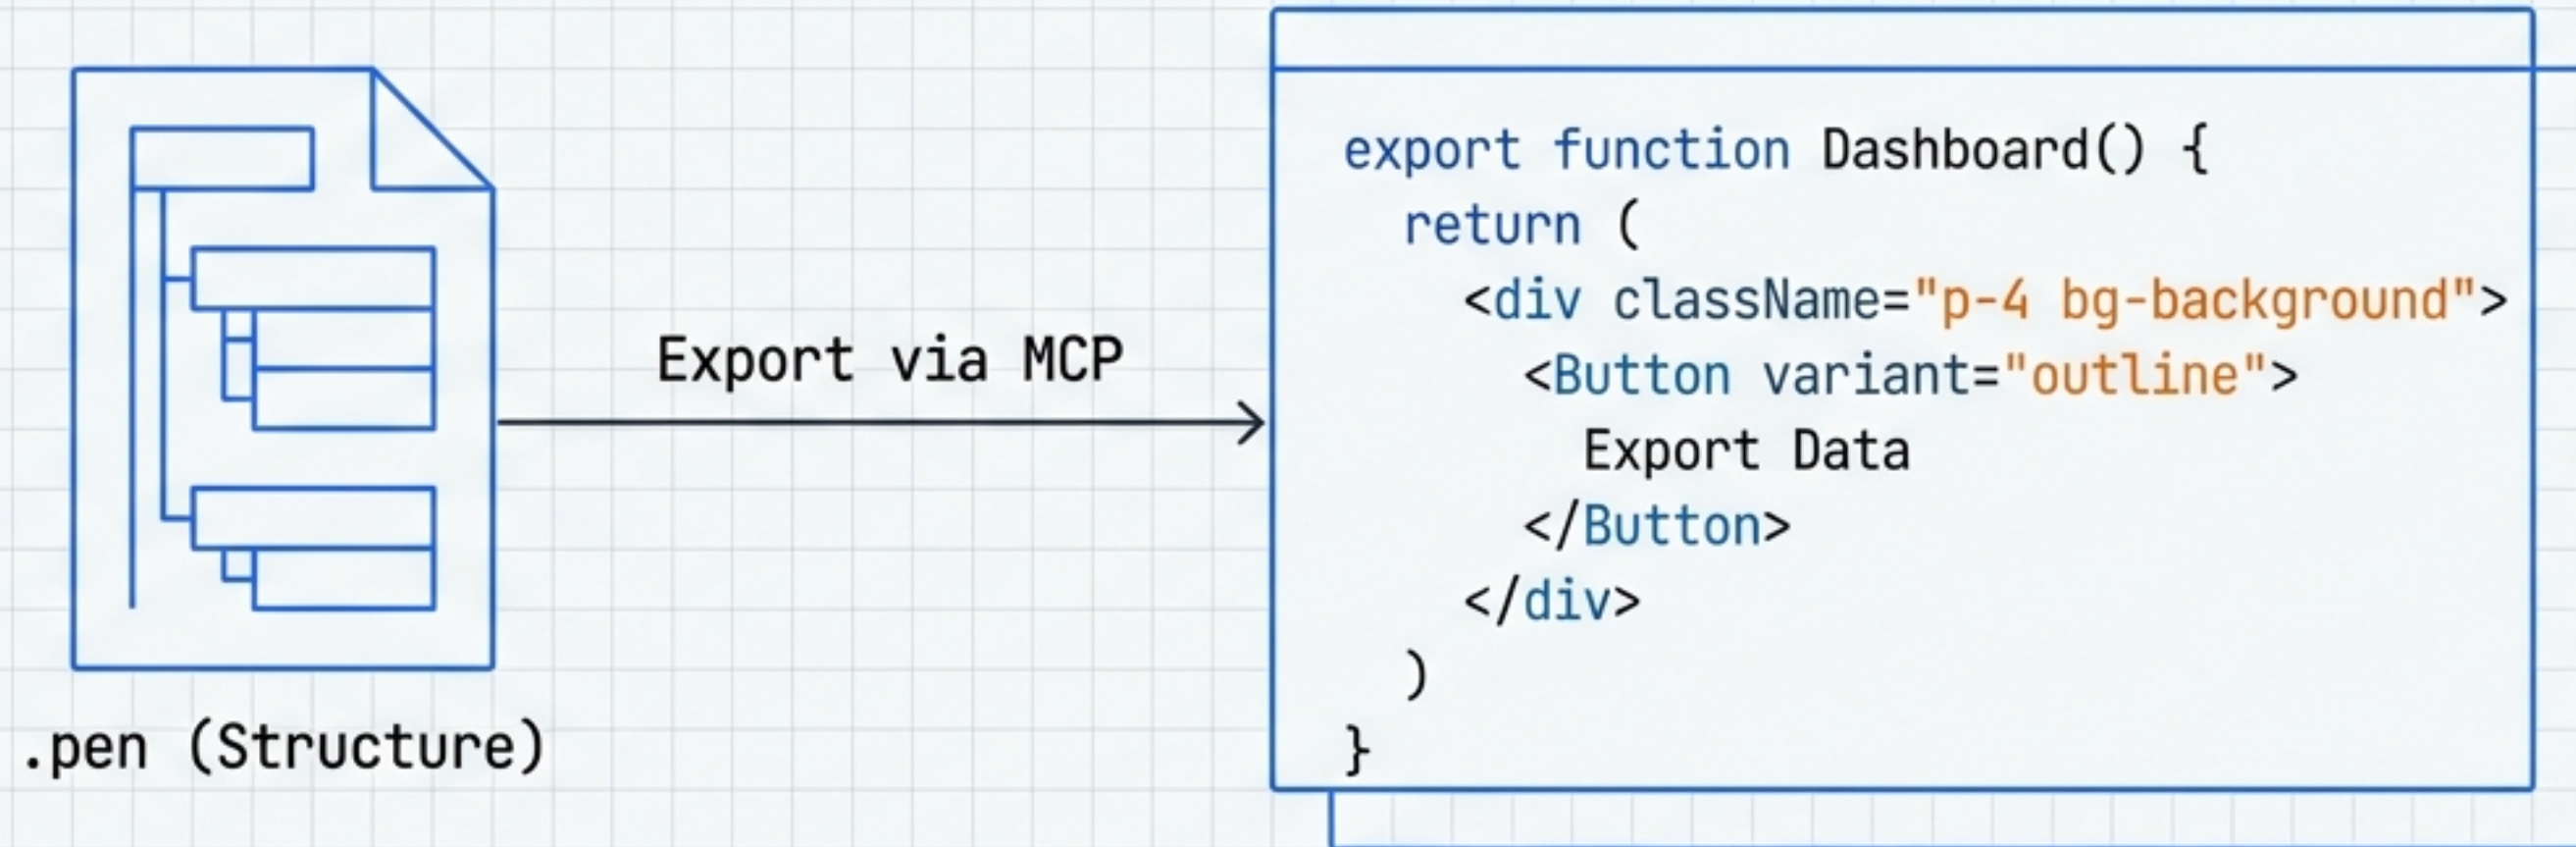 .pen (Structure)
Export via MCP
export function Dashboard() {
  return (
    <div className="p-4 bg-background">
      <Button variant="outline">
        Export Data
      </Button>
    </div>
  )
}